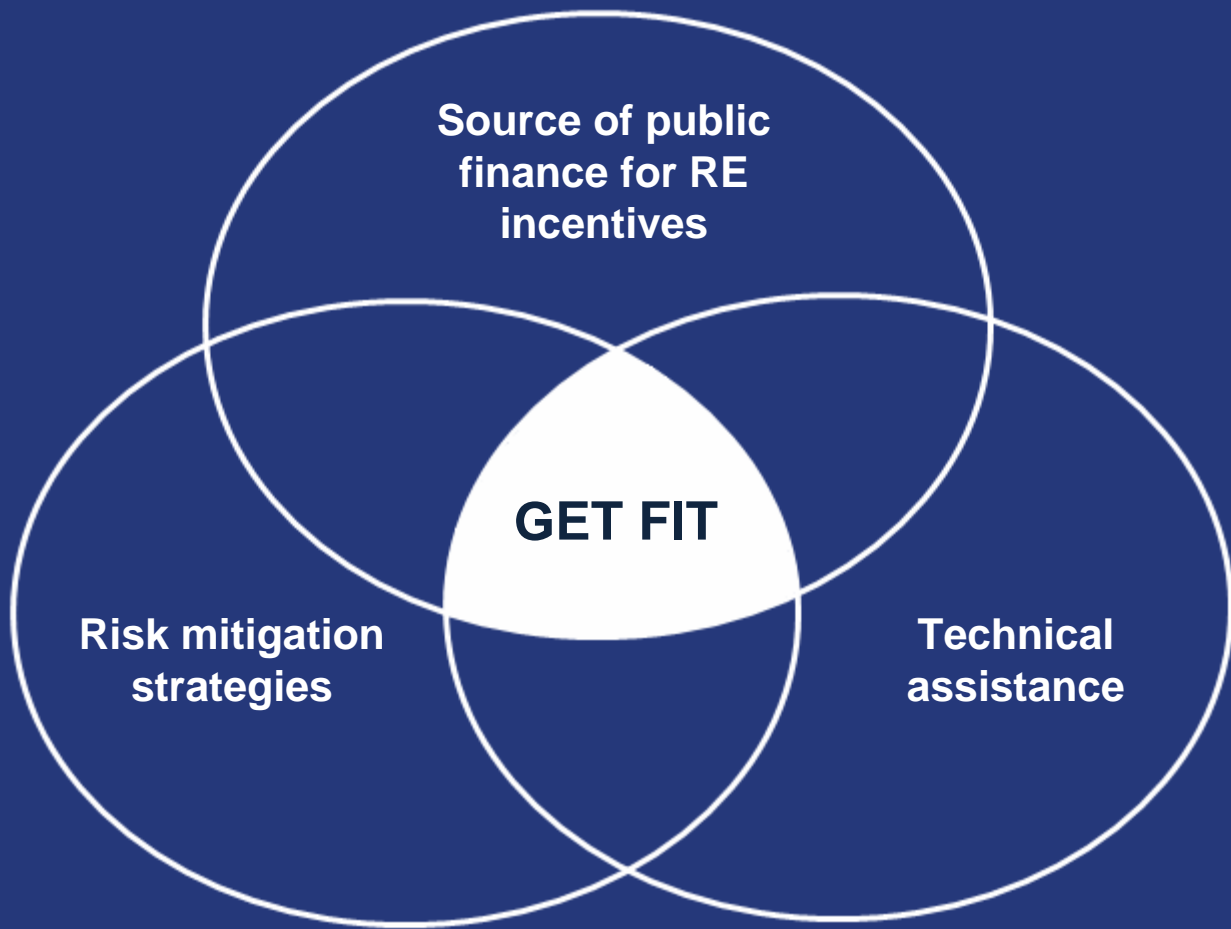 Source of public
finance for RE
incentives
GET FIT
Risk mitigation
strategies
Technical
assistance